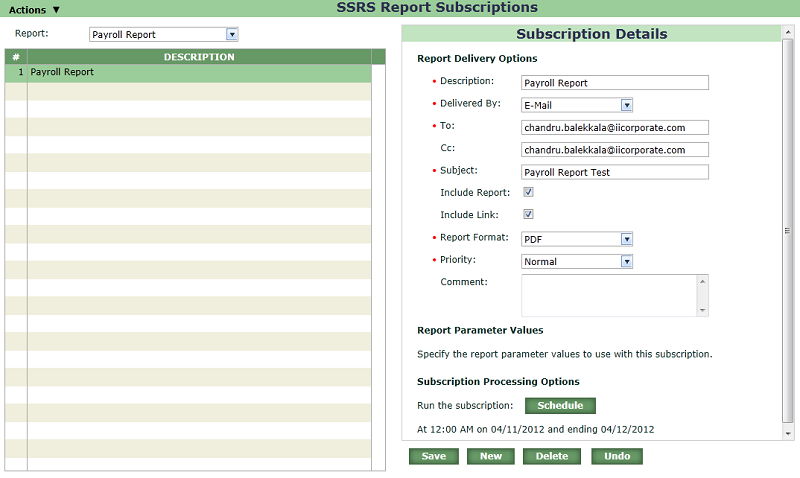 SSRS Report Subscriptions
Actions ▼
Report: Payroll Report
# DESCRIPTION
1 Payroll Report
Subscription Details
Report Delivery Options
• Description: Payroll Report
• Delivered By: E-Mail
• To: chandru.balekkala@iicorporate.com
Cc: chandru.balekkala@iicorporate.com
• Subject: Payroll Report Test
Include Report:
Include Link:
• Report Format: PDF
• Priority: Normal
Comment:
Report Parameter Values
Specify the report parameter values to use with this subscription.
Subscription Processing Options
Run the subscription: Schedule
At 12:00 AM on 04/11/2012 and ending 04/12/2012
Save New Delete Undo